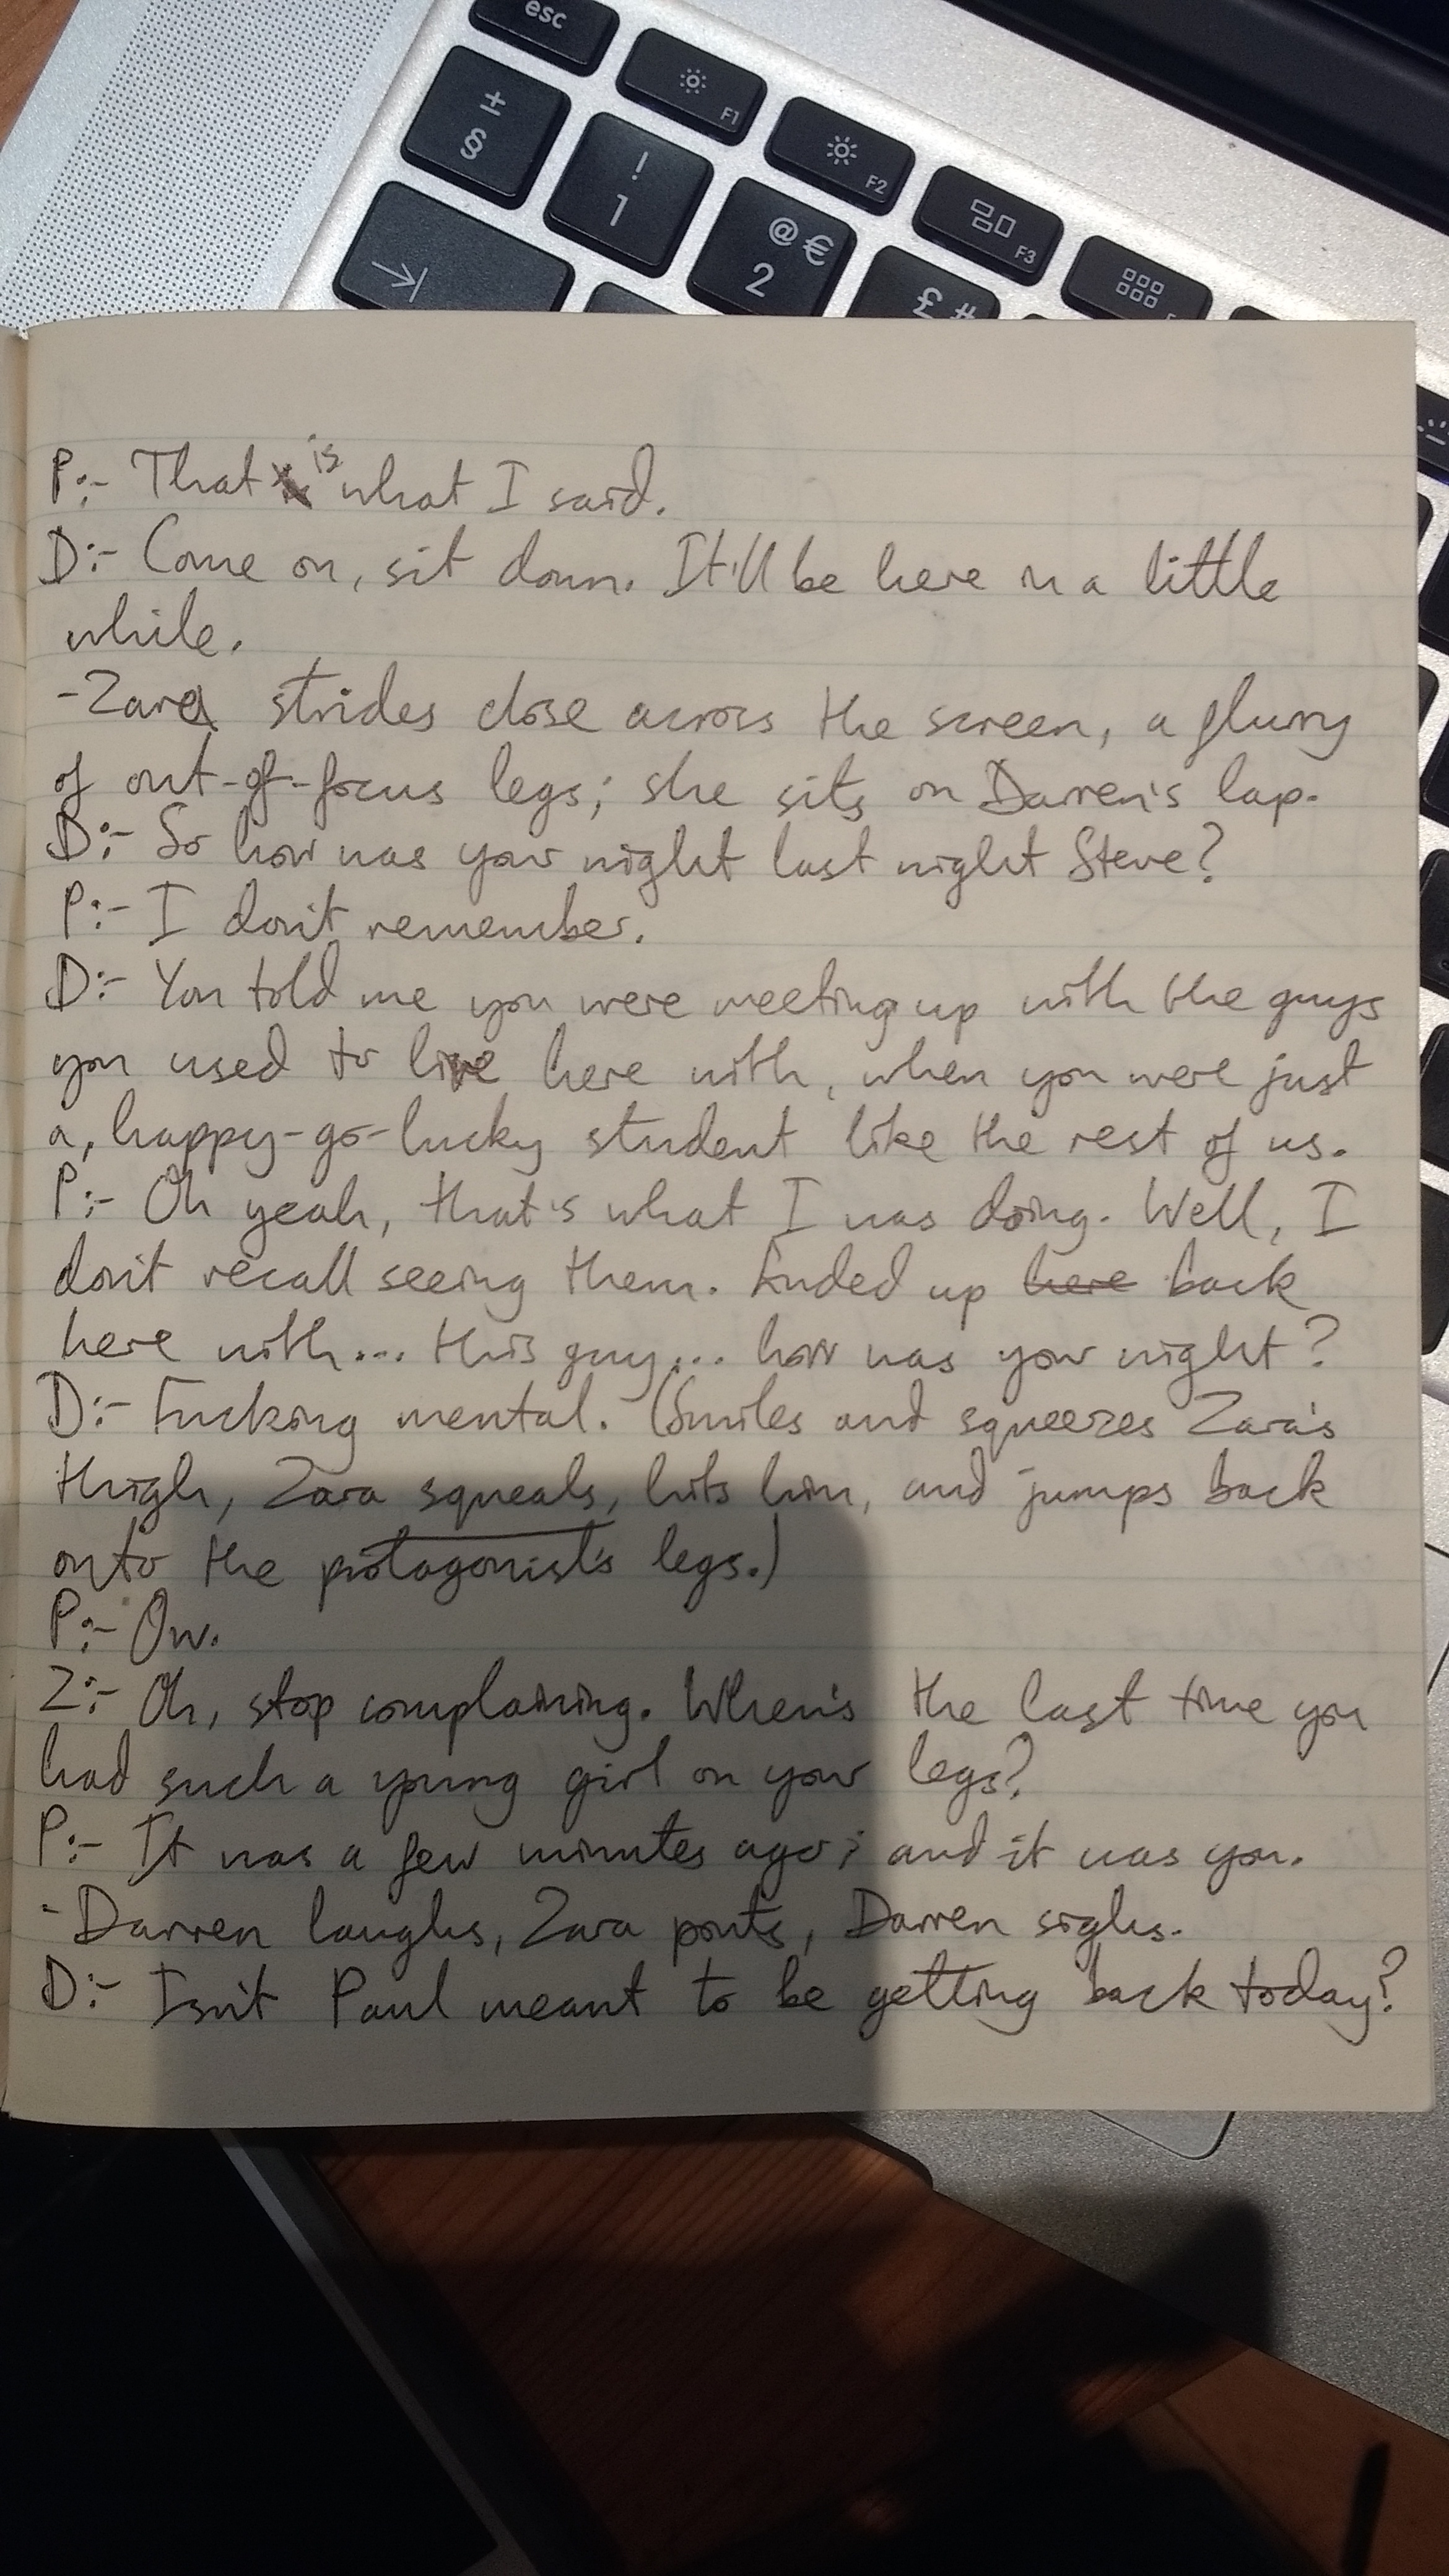 esc
F1
F2
F3
±
§
!
1
@ €
2
£ #
P:- That is what I said.
D:- Come on, sit down. It'll be here in a little
while.
- Zara strides close across the screen, a flurry
of out-of-focus legs; she sits on Darren's lap.
D:- So how was your night last night Steve?
P:- I don't remember.
D:- You told me you were meeting up with the guys
you used to live here with, when you were just
a, happy-go-lucky student like the rest of us.
P:- Oh yeah, that's what I was doing. Well, I
don't recall seeing them. Ended up here back
here with... this guy... how was your night?
D:- Fucking mental. (Smiles and squeezes Zara's
thigh, Zara squeals, hits him, and jumps back
onto the protagonist's legs.)
P:- Ow.
Z:- Oh, stop complaining. When's the last time you
had such a young girl on your legs?
P:- It was a few minutes ago; and it was you.
- Darren laughs, Zara pouts, Darren sighs.
D:- Isn't Paul meant to be getting back today?